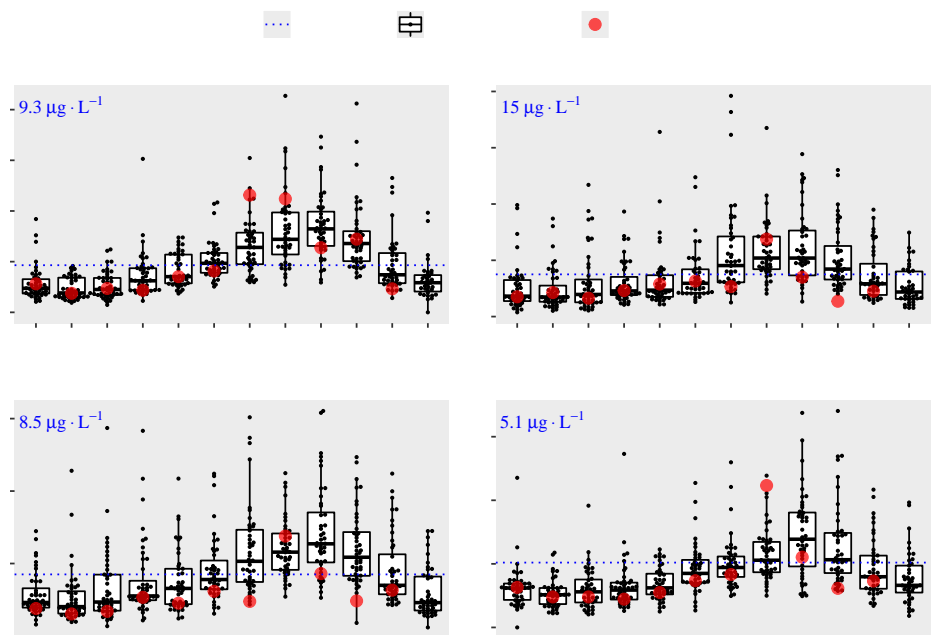 9.3 µg · L⁻¹
15 µg · L⁻¹
8.5 µg · L⁻¹
5.1 µg · L⁻¹